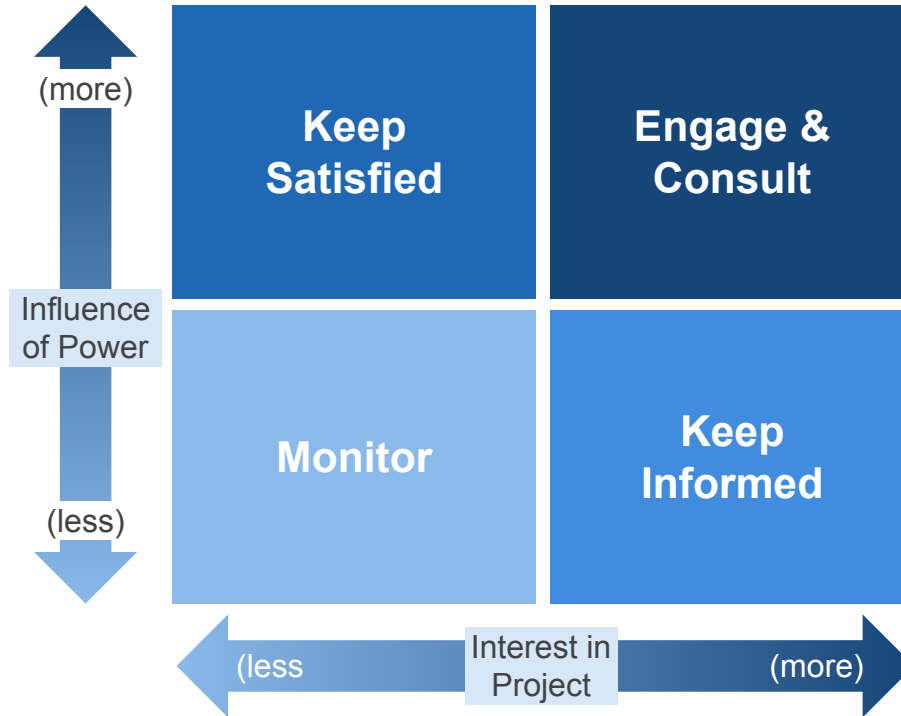 (more)
Keep
Satisfied
Engage &
Consult
Influence
of Power
Monitor
Keep
Informed
(less)
(less
Interest in
Project
(more)